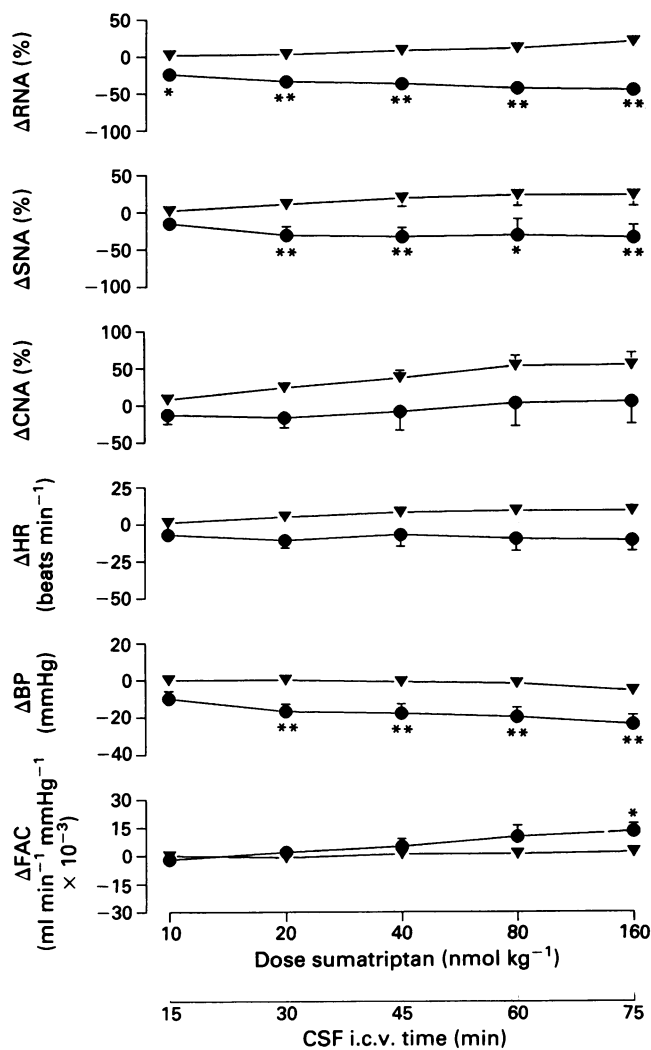 ΔRNA (%)
50
0
−50
−100
* ** ** ** **
ΔSNA (%)
50
0
−50
−100
** ** * **
ΔCNA (%)
100
50
0
−50
ΔHR
(beats min⁻¹)
25
0
−25
−50
ΔBP
(mmHg)
20
0
−20
−40
** ** ** **
ΔFAC
(ml min⁻¹ mmHg⁻¹
× 10⁻³)
30
15
0
−15
−30
*
10 20 40 80 160
Dose sumatriptan (nmol kg⁻¹)
15 30 45 60 75
CSF i.c.v. time (min)